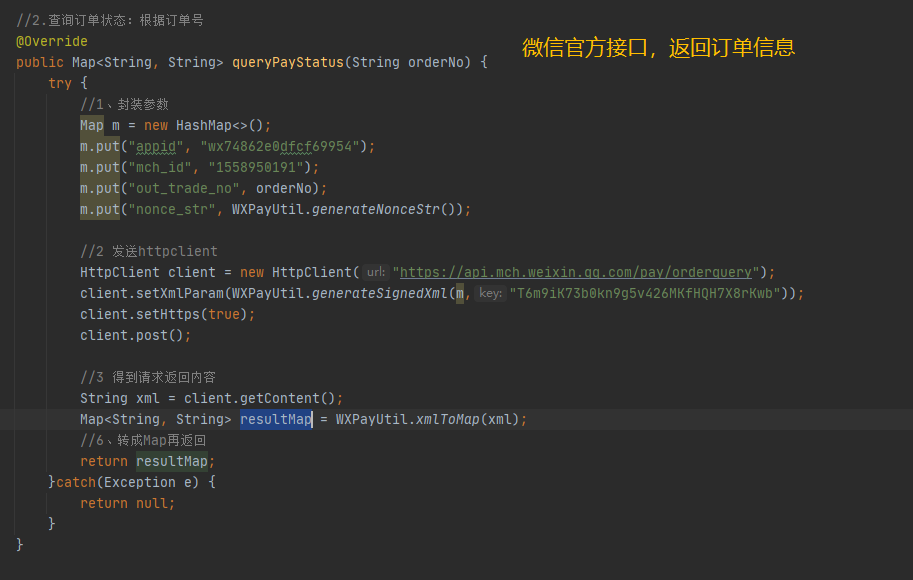 //2.查询订单状态：根据订单号
@Override
微信官方接口，返回订单信息
public Map<String, String> queryPayStatus(String orderNo) {
try {
//1、封装参数
Map m = new HashMap<>();
m.put("appid", "wx74862e0dfcf69954");
m.put("mch_id", "1558950191");
m.put("out_trade_no", orderNo);
m.put("nonce_str", WXPayUtil.generateNonceStr());
//2 发送httpclient
HttpClient client = new HttpClient( url: "https://api.mch.weixin.qq.com/pay/orderquery");
client.setXmlParam(WXPayUtil.generateSignedXml(m, key: "T6m9iK73b0kn9g5v426MKfHQH7X8rKwb"));
client.setHttps(true);
client.post();
//3 得到请求返回内容
String xml = client.getContent();
Map<String, String> resultMap = WXPayUtil.xmlToMap(xml);
//6、转成Map再返回
return resultMap;
}catch(Exception e) {
return null;
}
}